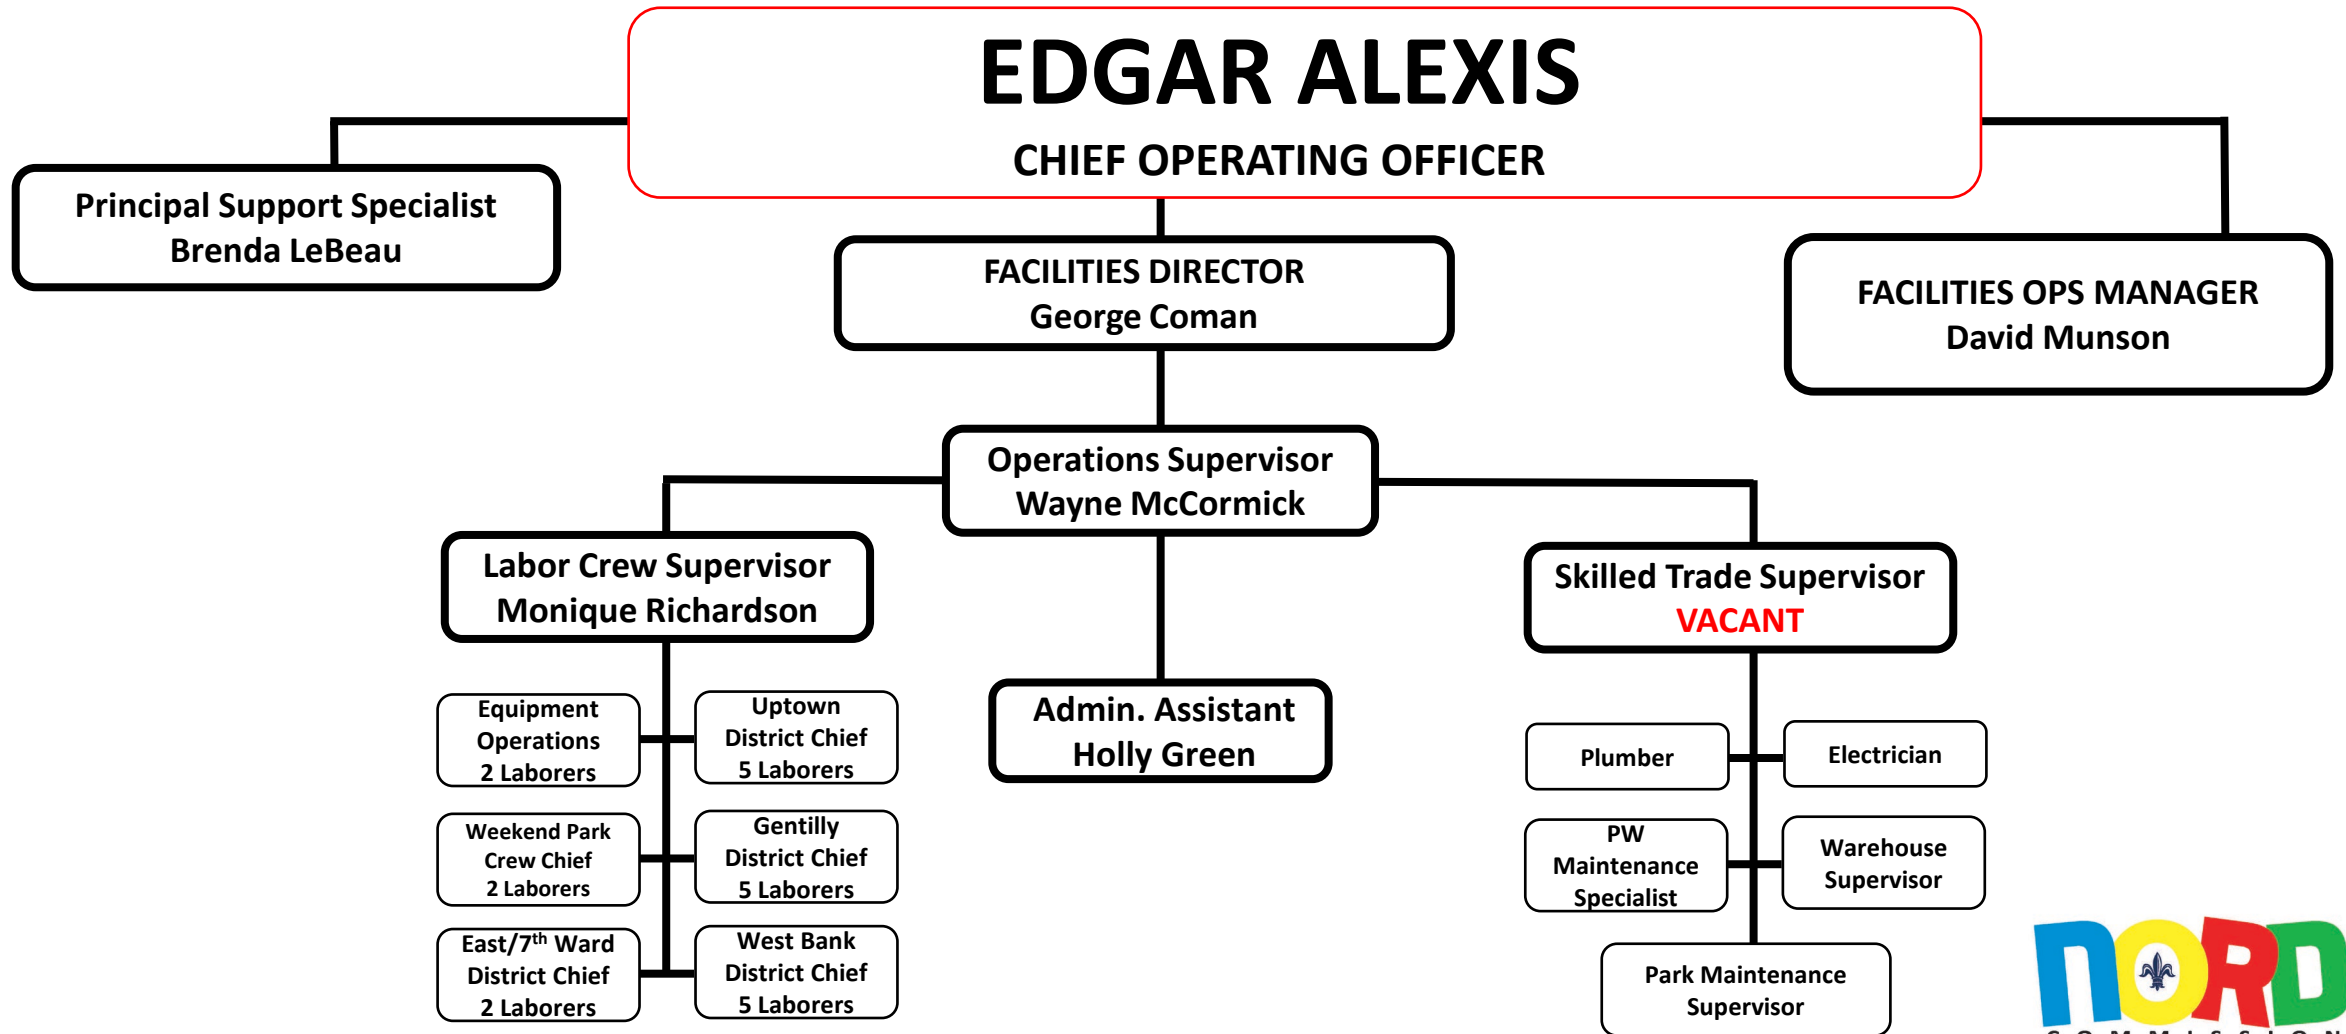 EDGAR ALEXIS
CHIEF OPERATING OFFICER
Principal Support Specialist
Brenda LeBeau
FACILITIES DIRECTOR
George Coman
FACILITIES OPS MANAGER
David Munson
Operations Supervisor
Wayne McCormick
Labor Crew Supervisor
Monique Richardson
Skilled Trade Supervisor
VACANT
Admin. Assistant
Holly Green
Equipment
Operations
2 Laborers
Uptown
District Chief
5 Laborers
Weekend Park
Crew Chief
2 Laborers
Gentilly
District Chief
5 Laborers
East/7th Ward
District Chief
2 Laborers
West Bank
District Chief
5 Laborers
Plumber
Electrician
PW
Maintenance
Specialist
Warehouse
Supervisor
Park Maintenance
Supervisor
nORD
COMMISSION